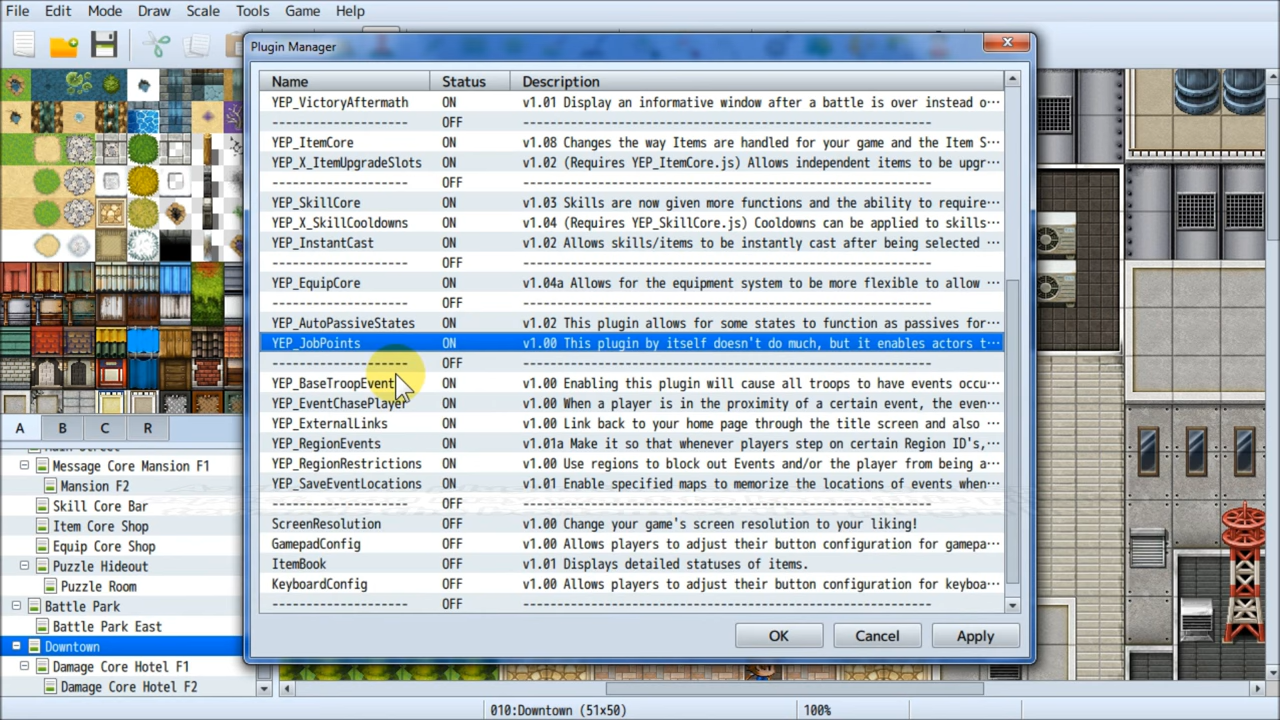 File Edit Mode Draw Scale Tools Game Help
Plugin Manager
Name Status Description
YEP_VictoryAftermath ON v1.01 Display an informative window after a battle is over instead o···
-------------------- OFF ------------------------------------------------------------
YEP_ItemCore ON v1.08 Changes the way Items are handled for your game and the Item S···
YEP_X_ItemUpgradeSlots ON v1.02 (Requires YEP_ItemCore.js) Allows independent items to be upgr···
-------------------- OFF ------------------------------------------------------------
YEP_SkillCore ON v1.03 Skills are now given more functions and the ability to require···
YEP_X_SkillCooldowns ON v1.04 (Requires YEP_SkillCore.js) Cooldowns can be applied to skills···
YEP_InstantCast ON v1.02 Allows skills/items to be instantly cast after being selected ···
-------------------- OFF ------------------------------------------------------------
YEP_EquipCore ON v1.04a Allows for the equipment system to be more flexible to allow ···
-------------------- OFF ------------------------------------------------------------
YEP_AutoPassiveStates ON v1.02 This plugin allows for some states to function as passives for···
YEP_JobPoints ON v1.00 This plugin by itself doesn't do much, but it enables actors t···
-------------------- OFF ------------------------------------------------------------
YEP_BaseTroopEvent ON v1.00 Enabling this plugin will cause all troops to have events occu···
YEP_EventChasePlayer ON v1.00 When a player is in the proximity of a certain event, the even···
YEP_ExternalLinks ON v1.00 Link back to your home page through the title screen and also ···
YEP_RegionEvents ON v1.01a Make it so that whenever players step on certain Region ID's,···
YEP_RegionRestrictions ON v1.00 Use regions to block out Events and/or the player from being a···
YEP_SaveEventLocations ON v1.01 Enable specified maps to memorize the locations of events when···
-------------------- OFF ------------------------------------------------------------
ScreenResolution OFF v1.00 Change your game's screen resolution to your liking!
GamepadConfig OFF v1.00 Allows players to adjust their button configuration for gamepa···
ItemBook OFF v1.01 Displays detailed statuses of items.
KeyboardConfig OFF v1.00 Allows players to adjust their button configuration for keyboa···
-------------------- OFF ------------------------------------------------------------
OK Cancel Apply
A B C R
Main Street
Message Core Mansion F1
Mansion F2
Skill Core Bar
Item Core Shop
Equip Core Shop
Puzzle Hideout
Puzzle Room
Battle Park
Battle Park East
Downtown
Damage Core Hotel F1
Damage Core Hotel F2
010:Downtown (51x50) 100%